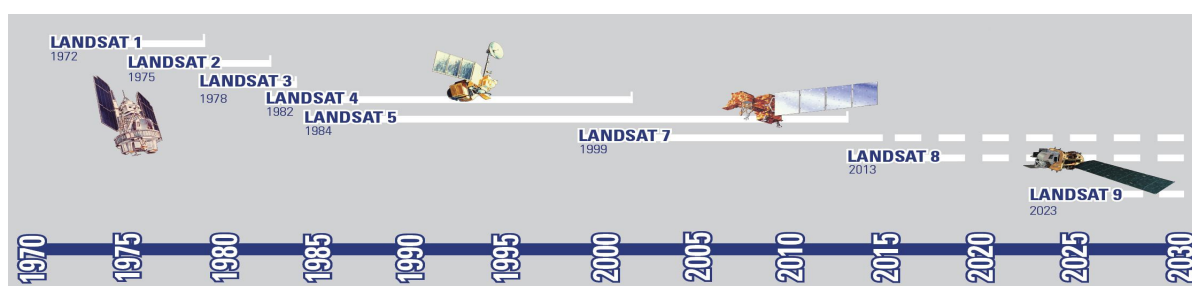 LANDSAT 1
1972
LANDSAT 2
1975
LANDSAT 3
1978
LANDSAT 4
1982
LANDSAT 5
1984
LANDSAT 7
1999
LANDSAT 8
2013
LANDSAT 9
2023
1970 1975 1980 1985 1990 1995 2000 2005 2010 2015 2020 2025 2030